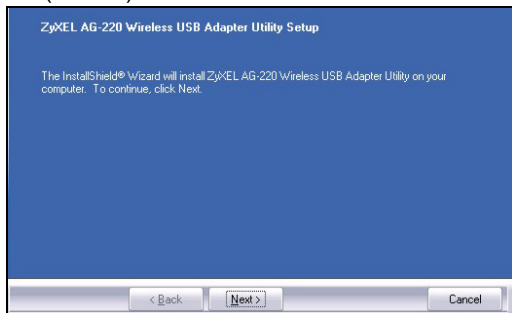 ZyXEL AG-220 Wireless USB Adapter Utility Setup
The InstallShield® Wizard will install ZyXEL AG-220 Wireless USB Adapter Utility on your
computer. To continue, click Next.
< Back Next > Cancel